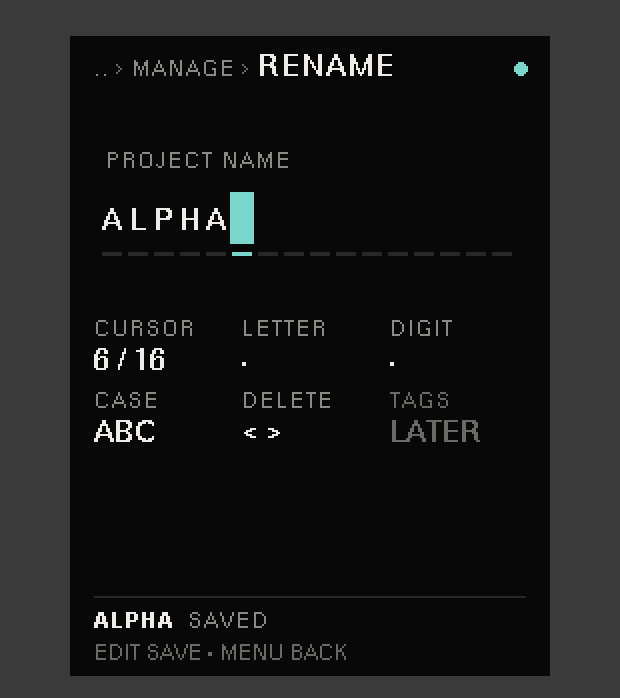 .. › MANAGE › RENAME
PROJECT NAME
ALPHA
CURSOR LETTER DIGIT
6 / 16 . .
CASE DELETE TAGS
ABC < > LATER
ALPHA SAVED
EDIT SAVE • MENU BACK